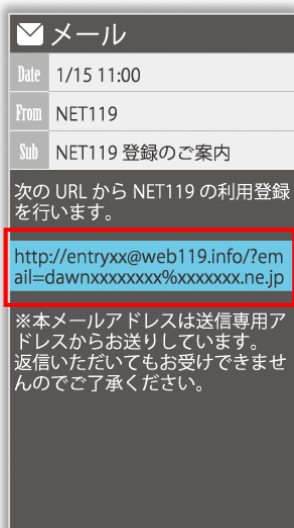 メール
Date 1/15 11:00
From NET119
Sub NET119 登録のご案内
次の URL から NET119 の利用登録
を行います。
http://entryxx@web119.info/?em
ail=dawnxxxxxxxx%xxxxxxx.ne.jp
※本メールアドレスは送信専用ア
ドレスからお送りしています。
返信いただいてもお受けできませ
んのでご了承ください。